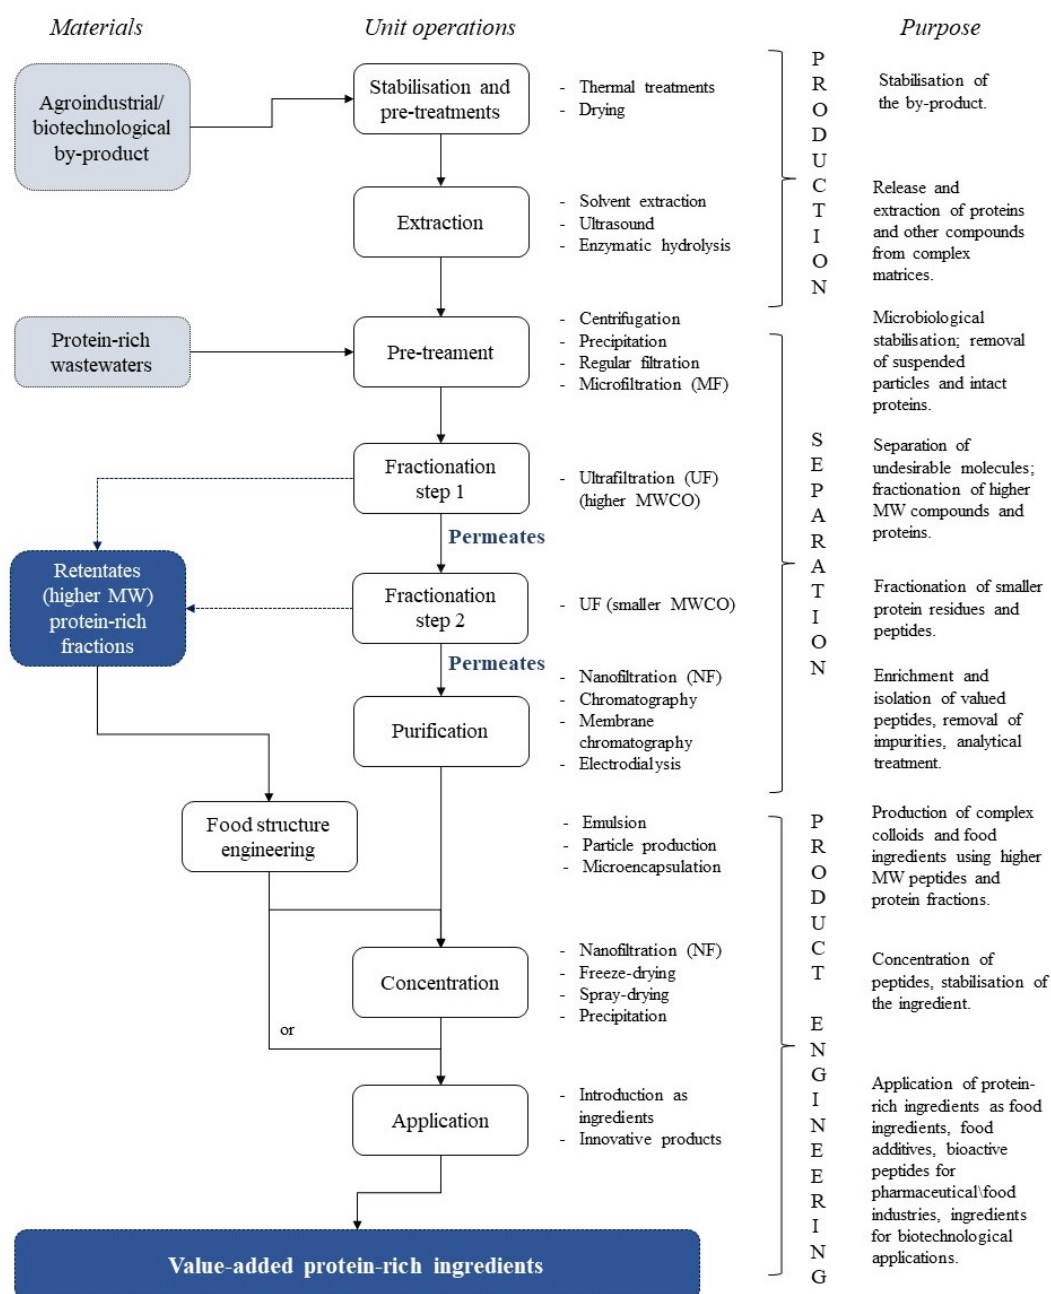 Materials
Unit operations
Purpose
Agroindustrial/
biotechnological
by-product
Stabilisation and
pre-treatments
- Thermal treatments
- Drying
PRODUCTION
Stabilisation of
the by-product.
Extraction
- Solvent extraction
- Ultrasound
- Enzymatic hydrolysis
Release and
extraction of proteins
and other compounds
from complex
matrices.
Protein-rich
wastewaters
Pre-treament
- Centrifugation
- Precipitation
- Regular filtration
- Microfiltration (MF)
SEPARATION
Microbiological
stabilisation; removal
of suspended
particles and intact
proteins.
Fractionation
step 1
- Ultrafiltration (UF)
(higher MWCO)
Separation of
undesirable molecules;
fractionation of higher
MW compounds and
proteins.
Permeates
Retentates
(higher MW)
protein-rich
fractions
Fractionation
step 2
- UF (smaller MWCO)
Fractionation of smaller
protein residues and
peptides.
Permeates
Purification
- Nanofiltration (NF)
- Chromatography
- Membrane
chromatography
- Electrodialysis
Enrichment and
isolation of valued
peptides, removal of
impurities, analytical
treatment.
Food structure
engineering
- Emulsion
- Particle production
- Microencapsulation
PRODUCT ENGINEERING
Production of complex
colloids and food
ingredients using higher
MW peptides and
protein fractions.
Concentration
- Nanofiltration (NF)
- Freeze-drying
- Spray-drying
- Precipitation
Concentration of
peptides, stabilisation of
the ingredient.
or
Application
- Introduction as
ingredients
- Innovative products
Application of protein-
rich ingredients as food
ingredients, food
additives, bioactive
peptides for
pharmaceutical\food
industries, ingredients
for biotechnological
applications.
Value-added protein-rich ingredients